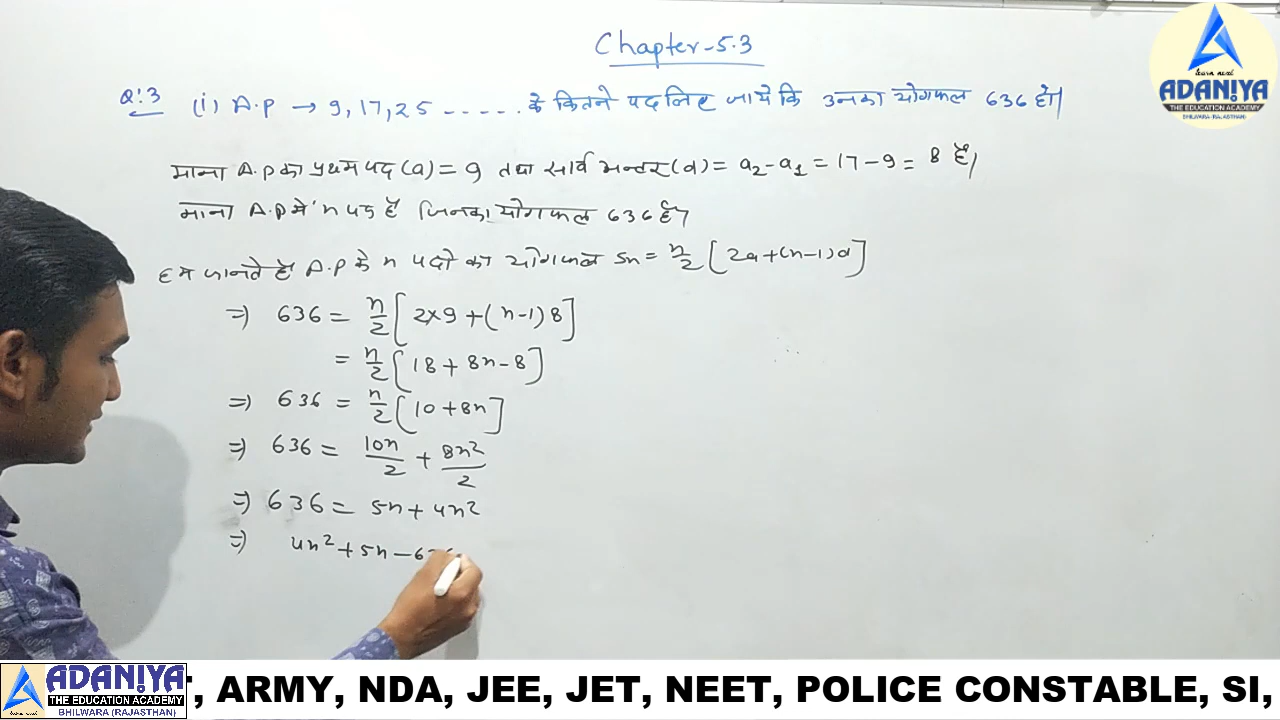 Chapter-5.3
Q.3 (i) A.P → 9, 17, 25 ...... के कितने पद लिए जाये कि उनका योगफल 636 हो।
माना A.P का प्रथम पद (a) = 9 तथा सार्व अन्तर (d) = a₂-a₁ = 17-9 = 8 है।
माना A.P मे 'n पद है जिनका योगफल 636 है।
हम जानते है A.P के n पदो का योगफल Sn = n/2 [2a+(n-1)d]
⇒ 636 = n/2 [2×9+(n-1)8]
= n/2 [18+8n-8]
⇒ 636 = n/2 [10+8n]
⇒ 636 = 10n/2 + 8n²/2
⇒ 636 = 5n+4n²
⇒ 4n²+5n-636
learn next
ADANIYA
THE EDUCATION ACADEMY
BHILWARA (RAJASTHAN)
ADANIYA
THE EDUCATION ACADEMY
BHILWARA (RAJASTHAN)
T, ARMY, NDA, JEE, JET, NEET, POLICE CONSTABLE, SI,